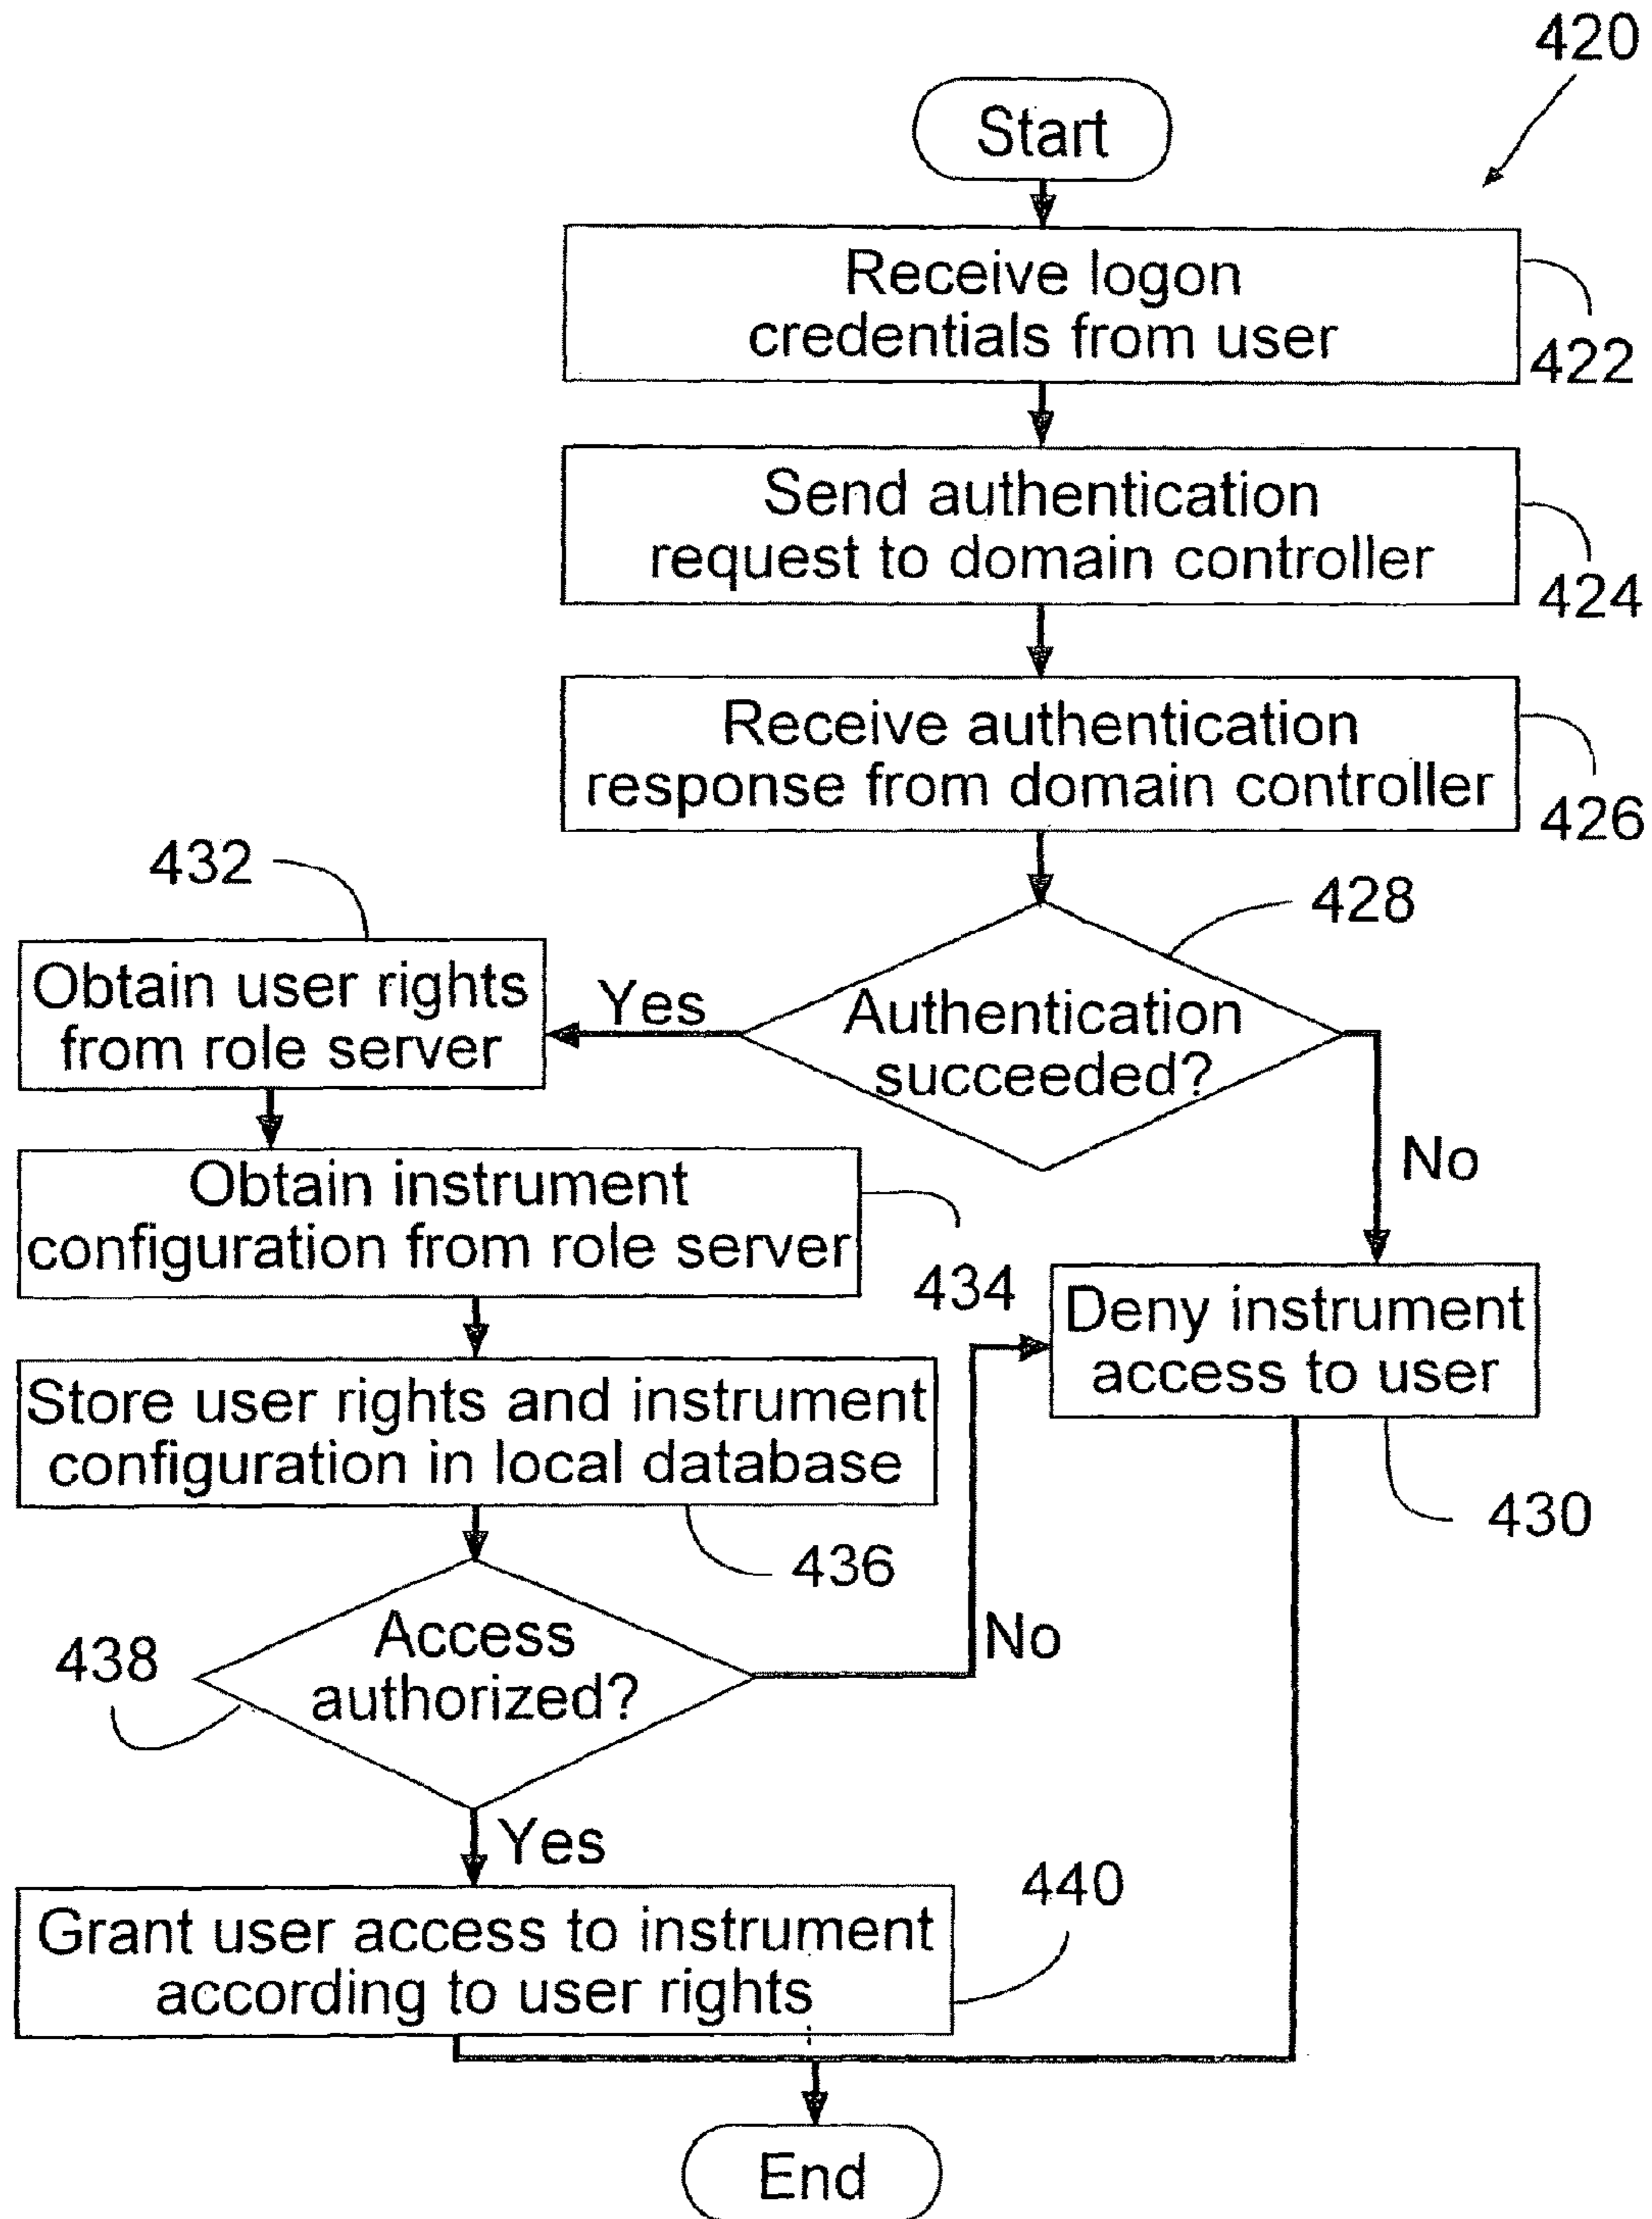 420
Start
Receive logon
credentials from user
422
Send authentication
request to domain controller
424
Receive authentication
response from domain controller
426
432
428
Obtain user rights
from role server
Yes
Authentication
succeeded?
No
Obtain instrument
configuration from role server
434
Deny instrument
access to user
430
Store user rights and instrument
configuration in local database
436
438
Access
authorized?
No
Yes
440
Grant user access to instrument
according to user rights
End